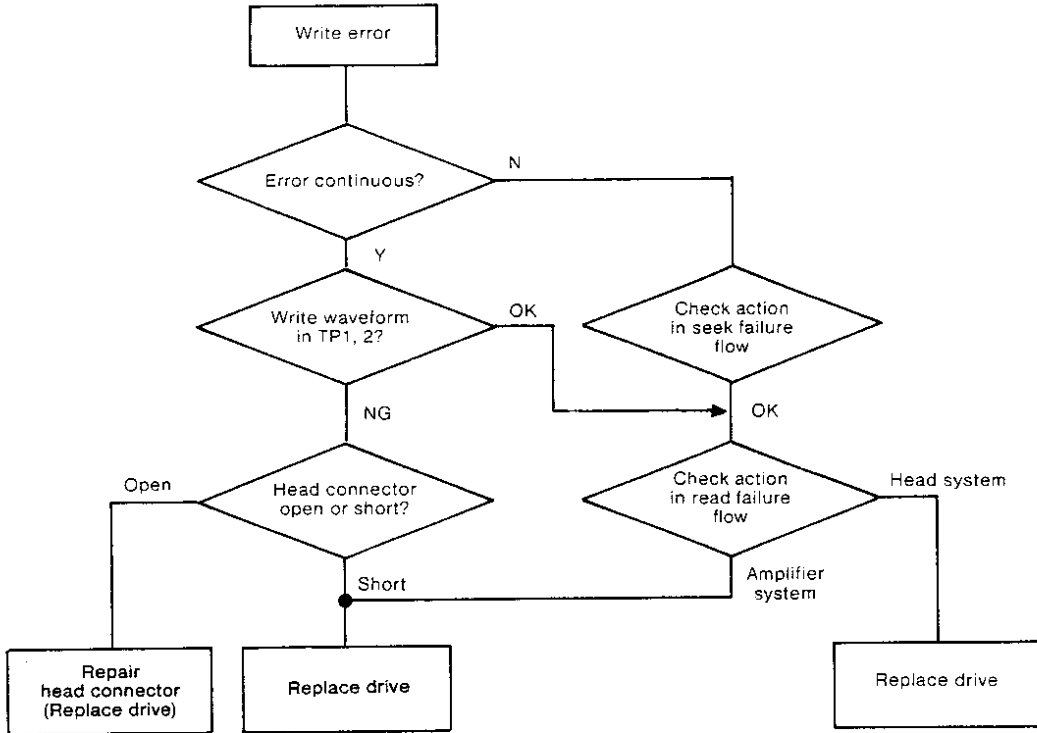 Write error
Error continuous?
N
Y
Write waveform
in TP1, 2?
OK
Check action
in seek failure
flow
NG
OK
Open
Head connector
open or short?
Check action
in read failure
flow
Head system
Short
Amplifier
system
Repair
head connector
(Replace drive)
Replace drive
Replace drive